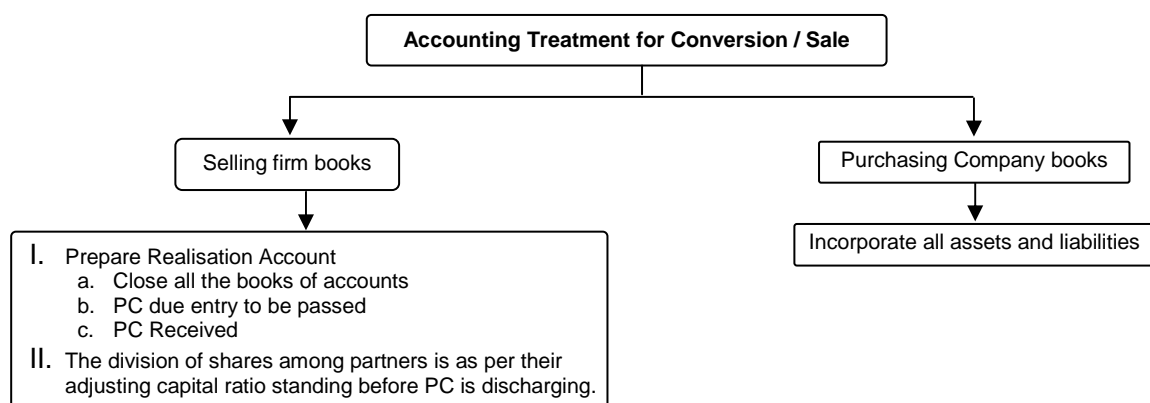 Accounting Treatment for Conversion / Sale
Selling firm books
Purchasing Company books
I. Prepare Realisation Account
a. Close all the books of accounts
b. PC due entry to be passed
c. PC Received
II. The division of shares among partners is as per their
adjusting capital ratio standing before PC is discharging.
Incorporate all assets and liabilities